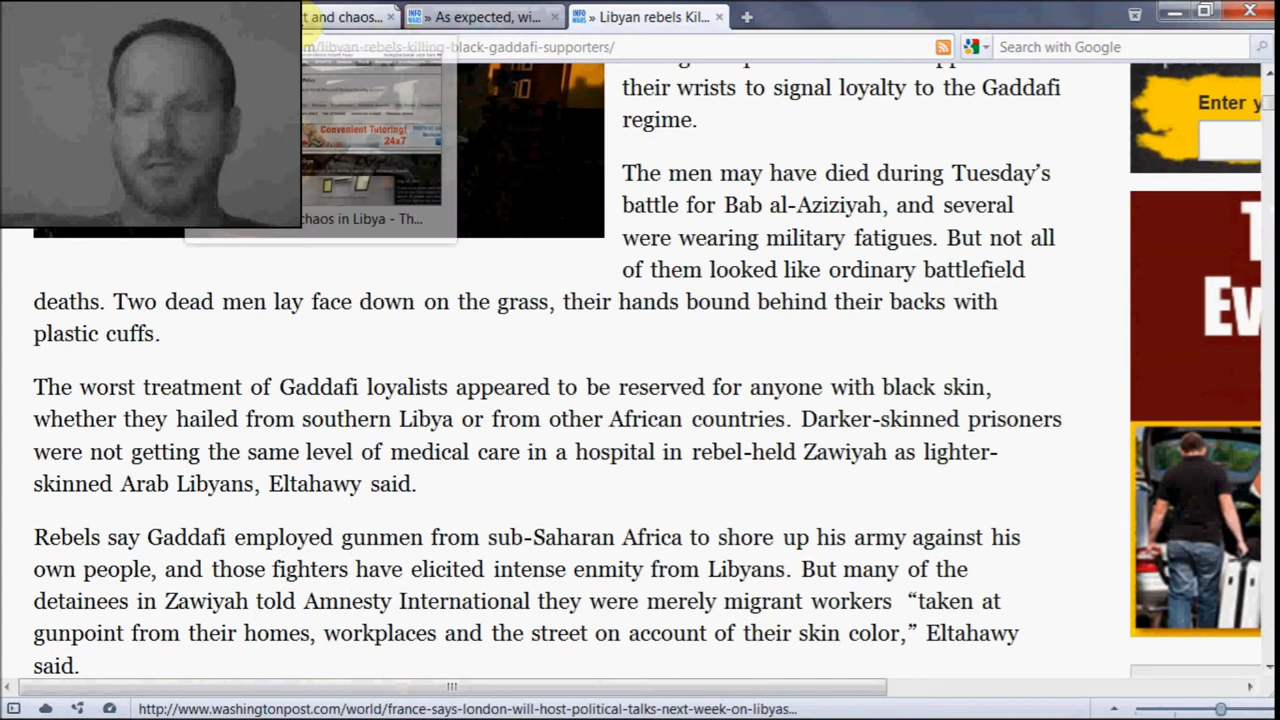 t and chaos...
INFO WARS » As expected, wi...
INFO WARS » Libyan rebels Kil...
m/libyan-rebels-killing-black-gaddafi-supporters/
Search with Google
their wrists to signal loyalty to the Gaddafi
regime.
Enter y
Convenient Tutoring!
24x7
The men may have died during Tuesday’s
battle for Bab al-Aziziyah, and several
chaos in Libya - Th...
were wearing military fatigues. But not all
of them looked like ordinary battlefield
deaths. Two dead men lay face down on the grass, their hands bound behind their backs with
plastic cuffs.
T
Ev
The worst treatment of Gaddafi loyalists appeared to be reserved for anyone with black skin,
whether they hailed from southern Libya or from other African countries. Darker-skinned prisoners
were not getting the same level of medical care in a hospital in rebel-held Zawiyah as lighter-
skinned Arab Libyans, Eltahawy said.
Rebels say Gaddafi employed gunmen from sub-Saharan Africa to shore up his army against his
own people, and those fighters have elicited intense enmity from Libyans. But many of the
detainees in Zawiyah told Amnesty International they were merely migrant workers “taken at
gunpoint from their homes, workplaces and the street on account of their skin color,” Eltahawy
said.
http://www.washingtonpost.com/world/france-says-london-will-host-political-talks-next-week-on-libyas...